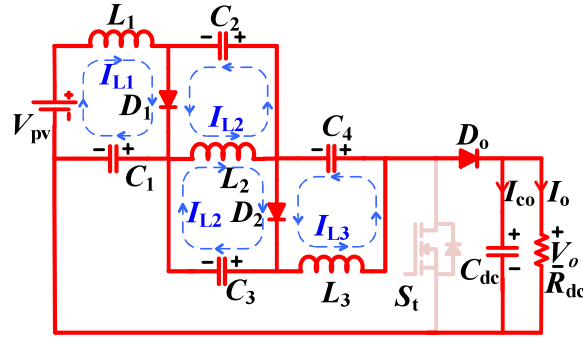 L1 C2
− + − +
IL1 D1 IL2
Vpv +
− + C4
C1 L2 − + Do
IL2 D2 IL3 Ico Io
− + + +
C3 L3 St Cdc − Vo
− Rdc